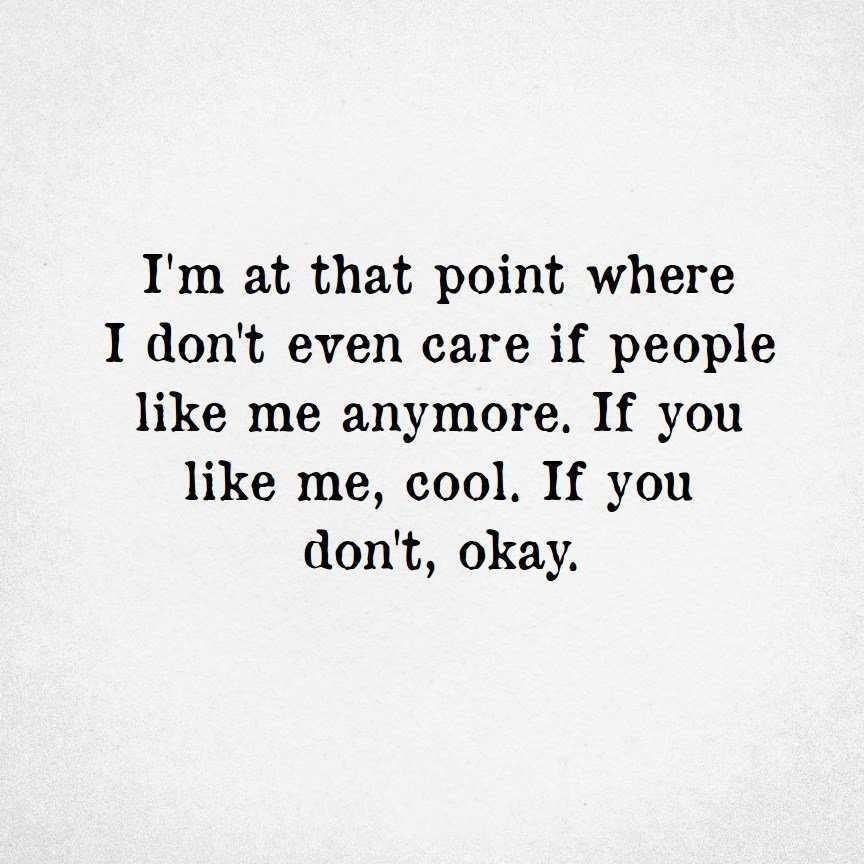 I'm at that point where
I don't even care if people
like me anymore. If you
like me, cool. If you
don't, okay.